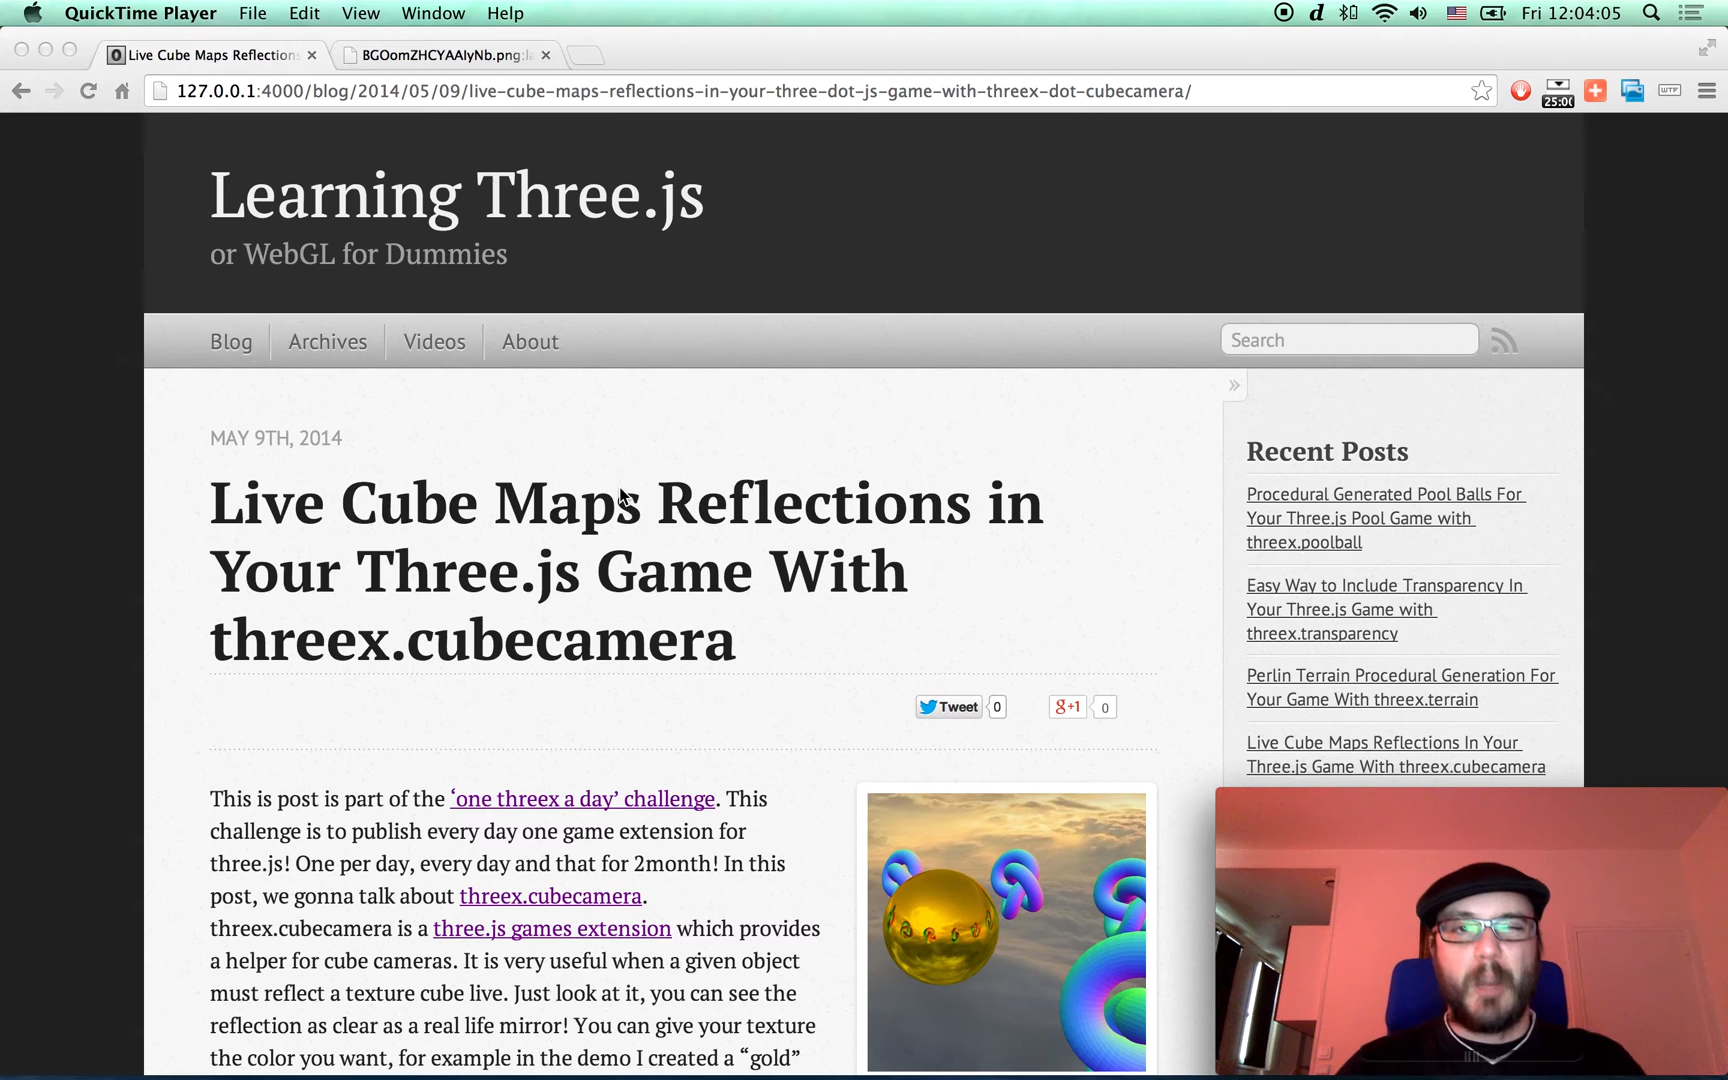 QuickTime Player File Edit View Window Help Fri 12:04:05
Live Cube Maps Reflections BGOomZHCYAAIyNb.png:la
127.0.0.1:4000/blog/2014/05/09/live-cube-maps-reflections-in-your-three-dot-js-game-with-threex-dot-cubecamera/
25:00
WTF
Learning Three.js
or WebGL for Dummies
Blog Archives Videos About Search
MAY 9TH, 2014
Live Cube Maps Reflections in
Your Three.js Game With
threex.cubecamera
Tweet 0 g+1 0
This is post is part of the ‘one threex a day’ challenge. This
challenge is to publish every day one game extension for
three.js! One per day, every day and that for 2month! In this
post, we gonna talk about threex.cubecamera.
threex.cubecamera is a three.js games extension which provides
a helper for cube cameras. It is very useful when a given object
must reflect a texture cube live. Just look at it, you can see the
reflection as clear as a real life mirror! You can give your texture
the color you want, for example in the demo I created a “gold”
Recent Posts
Procedural Generated Pool Balls For
Your Three.js Pool Game with
threex.poolball
Easy Way to Include Transparency In
Your Three.js Game with
threex.transparency
Perlin Terrain Procedural Generation For
Your Game With threex.terrain
Live Cube Maps Reflections In Your
Three.js Game With threex.cubecamera